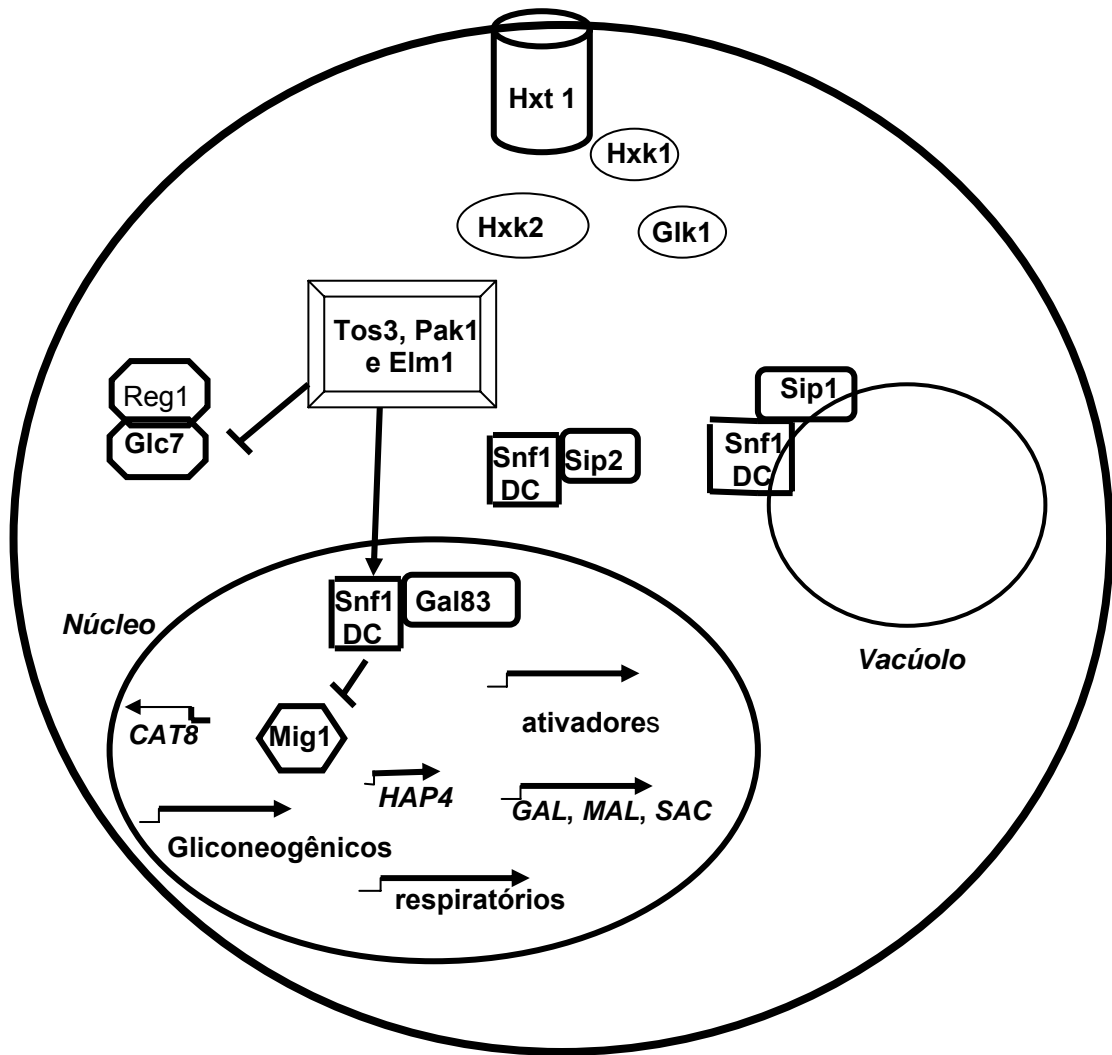 Hxt 1
Hxk1
Hxk2
Glk1
Tos3, Pak1
e Elm1
Reg1
Glc7
Sip1
Snf1
DC
Snf1
DC
Sip2
Snf1
DC
Gal83
Núcleo
Vacúolo
CAT8
Mig1
ativadores
HAP4
GAL, MAL, SAC
Gliconeogênicos
respiratórios